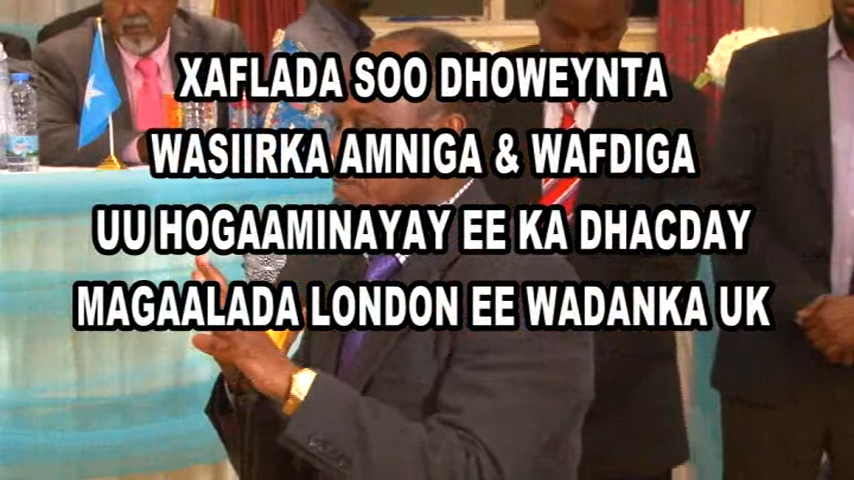 XAFLADA SOO DHOWEYNTA
WASIIRKA AMNIGA & WAFDIGA
UU HOGAAMINAYAY EE KA DHACDAY
MAGAALADA LONDON EE WADANKA UK